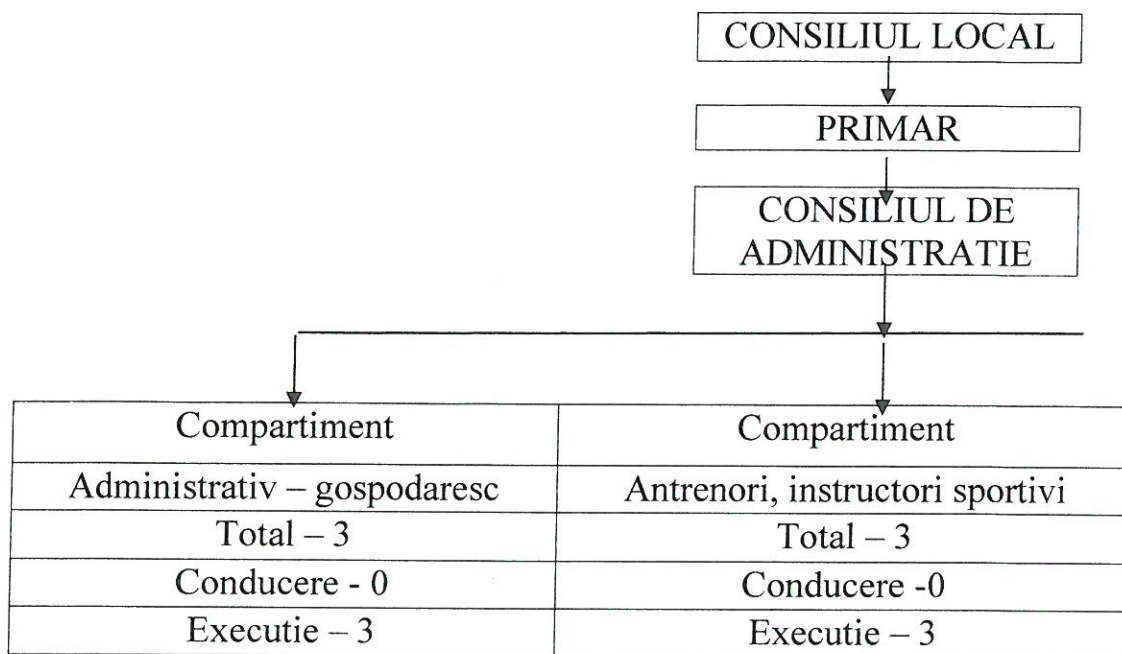 CONSILIUL LOCAL
PRIMAR
CONSILIUL DE
ADMINISTRATIE
Compartiment
Compartiment
Administrativ – gospodaresc
Antrenori, instructori sportivi
Total – 3
Total – 3
Conducere - 0
Conducere -0
Executie – 3
Executie – 3